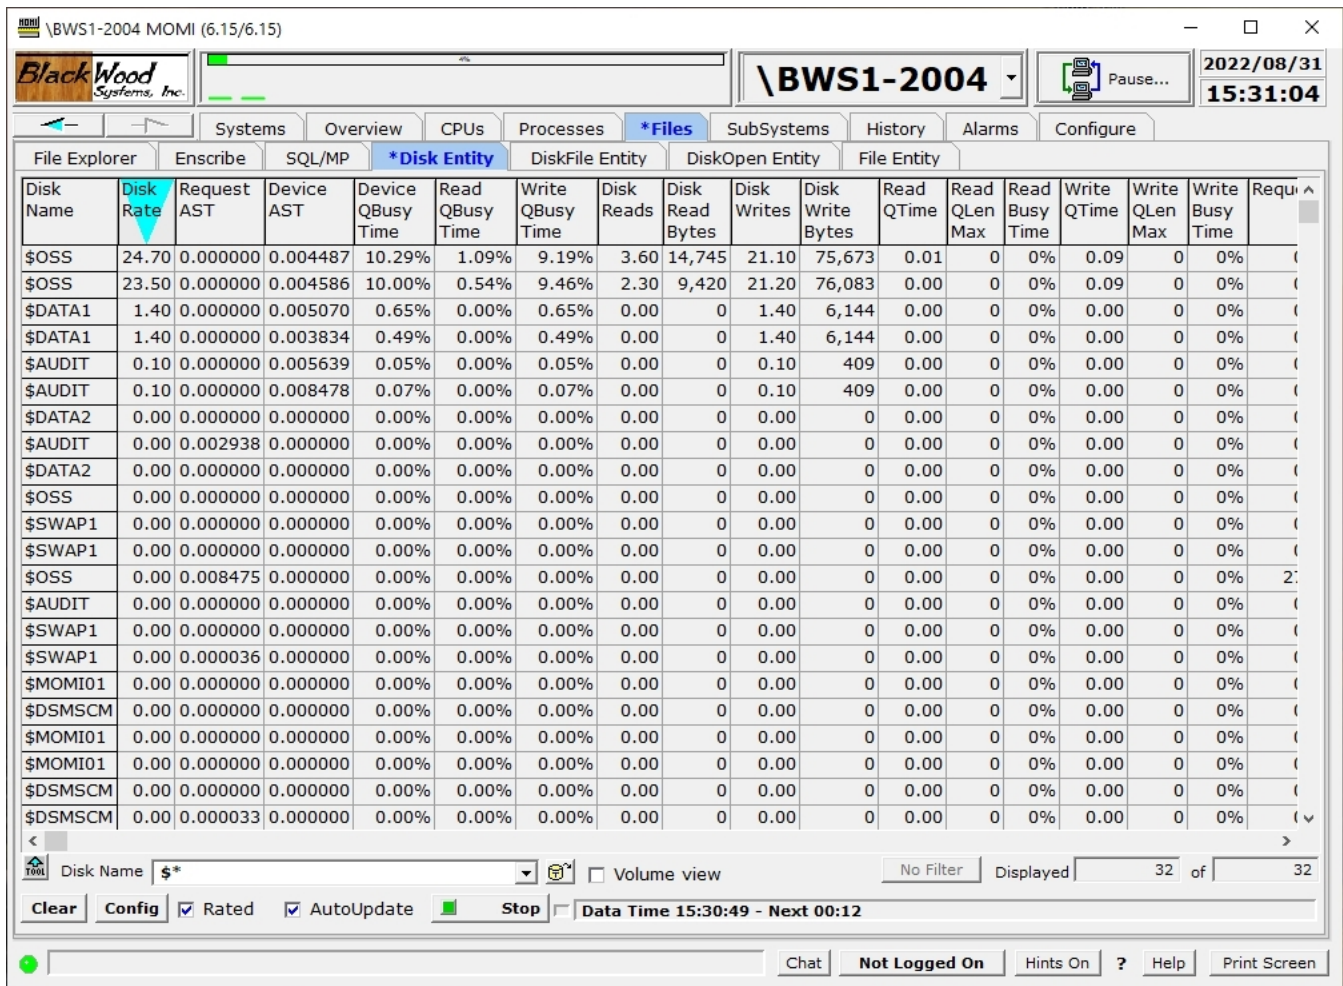 \BWS1-2004 MOMI (6.15/6.15)
BlackWood
Systems, Inc.
4%
\BWS1-2004
Pause...
2022/08/31
15:31:04
Systems Overview CPUs Processes *Files SubSystems History Alarms Configure
File Explorer Enscribe SQL/MP *Disk Entity DiskFile Entity DiskOpen Entity File Entity
Disk Disk Request Device Device Read Write Disk Disk Disk Disk Read Read Read Write Write Write
Name Rate AST AST QBusy QBusy QBusy Reads Read Writes Write QTime QLen Busy QTime QLen Busy
Time Time Time Bytes Bytes Max Time Max Time
$OSS 24.70 0.000000 0.004487 10.29% 1.09% 9.19% 3.60 14,745 21.10 75,673 0.01 0 0% 0.09 0 0%
$OSS 23.50 0.000000 0.004586 10.00% 0.54% 9.46% 2.30 9,420 21.20 76,083 0.00 0 0% 0.09 0 0%
$DATA1 1.40 0.000000 0.005070 0.65% 0.00% 0.65% 0.00 0 1.40 6,144 0.00 0 0% 0.00 0 0%
$DATA1 1.40 0.000000 0.003834 0.49% 0.00% 0.49% 0.00 0 1.40 6,144 0.00 0 0% 0.00 0 0%
$AUDIT 0.10 0.000000 0.005639 0.05% 0.00% 0.05% 0.00 0 0.10 409 0.00 0 0% 0.00 0 0%
$AUDIT 0.10 0.000000 0.008478 0.07% 0.00% 0.07% 0.00 0 0.10 409 0.00 0 0% 0.00 0 0%
$DATA2 0.00 0.000000 0.000000 0.00% 0.00% 0.00% 0.00 0 0.00 0 0.00 0 0% 0.00 0 0%
$AUDIT 0.00 0.002938 0.000000 0.00% 0.00% 0.00% 0.00 0 0.00 0 0.00 0 0% 0.00 0 0%
$DATA2 0.00 0.000000 0.000000 0.00% 0.00% 0.00% 0.00 0 0.00 0 0.00 0 0% 0.00 0 0%
$OSS 0.00 0.000000 0.000000 0.00% 0.00% 0.00% 0.00 0 0.00 0 0.00 0 0% 0.00 0 0%
$SWAP1 0.00 0.000000 0.000000 0.00% 0.00% 0.00% 0.00 0 0.00 0 0.00 0 0% 0.00 0 0%
$SWAP1 0.00 0.000000 0.000000 0.00% 0.00% 0.00% 0.00 0 0.00 0 0.00 0 0% 0.00 0 0%
$OSS 0.00 0.008475 0.000000 0.00% 0.00% 0.00% 0.00 0 0.00 0 0.00 0 0% 0.00 0 0%
$AUDIT 0.00 0.000000 0.000000 0.00% 0.00% 0.00% 0.00 0 0.00 0 0.00 0 0% 0.00 0 0%
$SWAP1 0.00 0.000000 0.000000 0.00% 0.00% 0.00% 0.00 0 0.00 0 0.00 0 0% 0.00 0 0%
$SWAP1 0.00 0.000036 0.000000 0.00% 0.00% 0.00% 0.00 0 0.00 0 0.00 0 0% 0.00 0 0%
$MOMI01 0.00 0.000000 0.000000 0.00% 0.00% 0.00% 0.00 0 0.00 0 0.00 0 0% 0.00 0 0%
$DSMSCM 0.00 0.000000 0.000000 0.00% 0.00% 0.00% 0.00 0 0.00 0 0.00 0 0% 0.00 0 0%
$MOMI01 0.00 0.000000 0.000000 0.00% 0.00% 0.00% 0.00 0 0.00 0 0.00 0 0% 0.00 0 0%
$MOMI01 0.00 0.000000 0.000000 0.00% 0.00% 0.00% 0.00 0 0.00 0 0.00 0 0% 0.00 0 0%
$DSMSCM 0.00 0.000000 0.000000 0.00% 0.00% 0.00% 0.00 0 0.00 0 0.00 0 0% 0.00 0 0%
$DSMSCM 0.00 0.000033 0.000000 0.00% 0.00% 0.00% 0.00 0 0.00 0 0.00 0 0% 0.00 0 0%
TOOL Disk Name $* Volume view No Filter Displayed 32 of 32
Clear Config Rated AutoUpdate Stop Data Time 15:30:49 - Next 00:12
Chat Not Logged On Hints On ? Help Print Screen